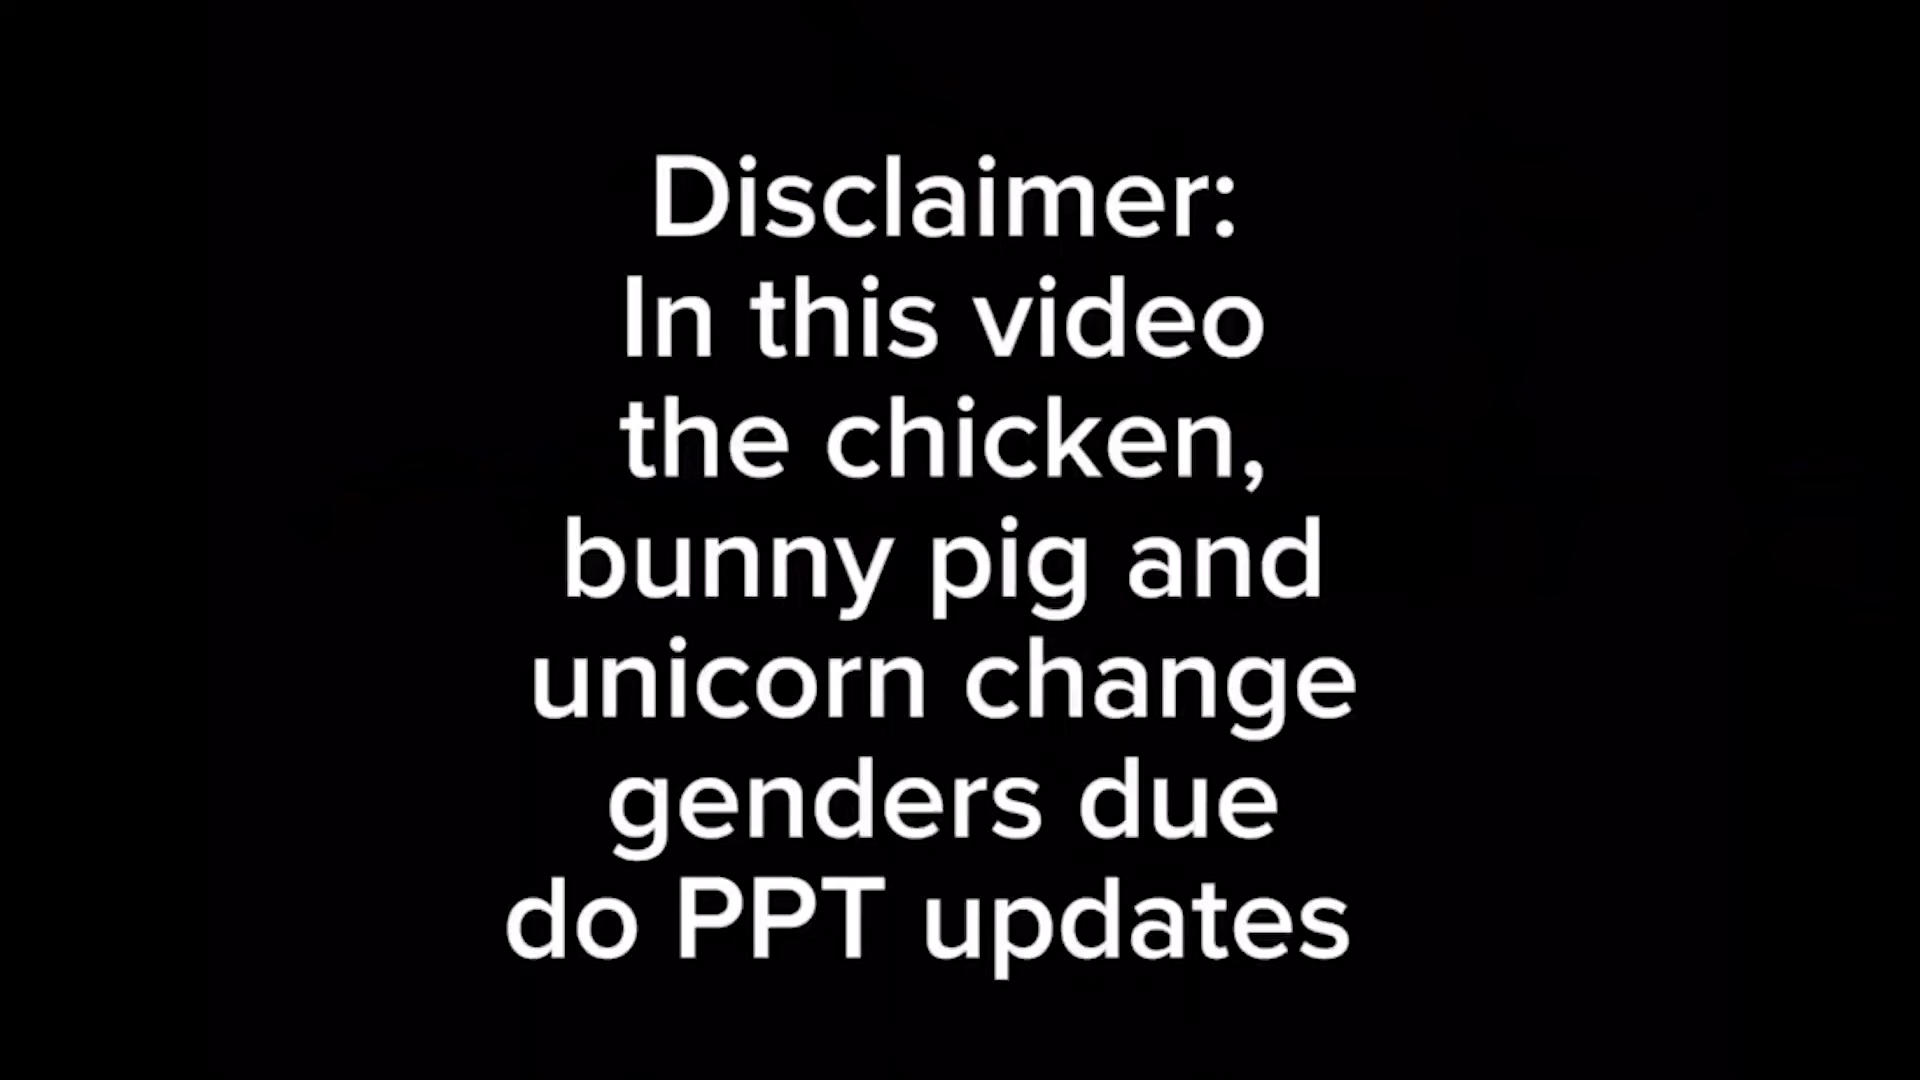 Disclaimer:
In this video
the chicken,
bunny pig and
unicorn change
genders due
do PPT updates